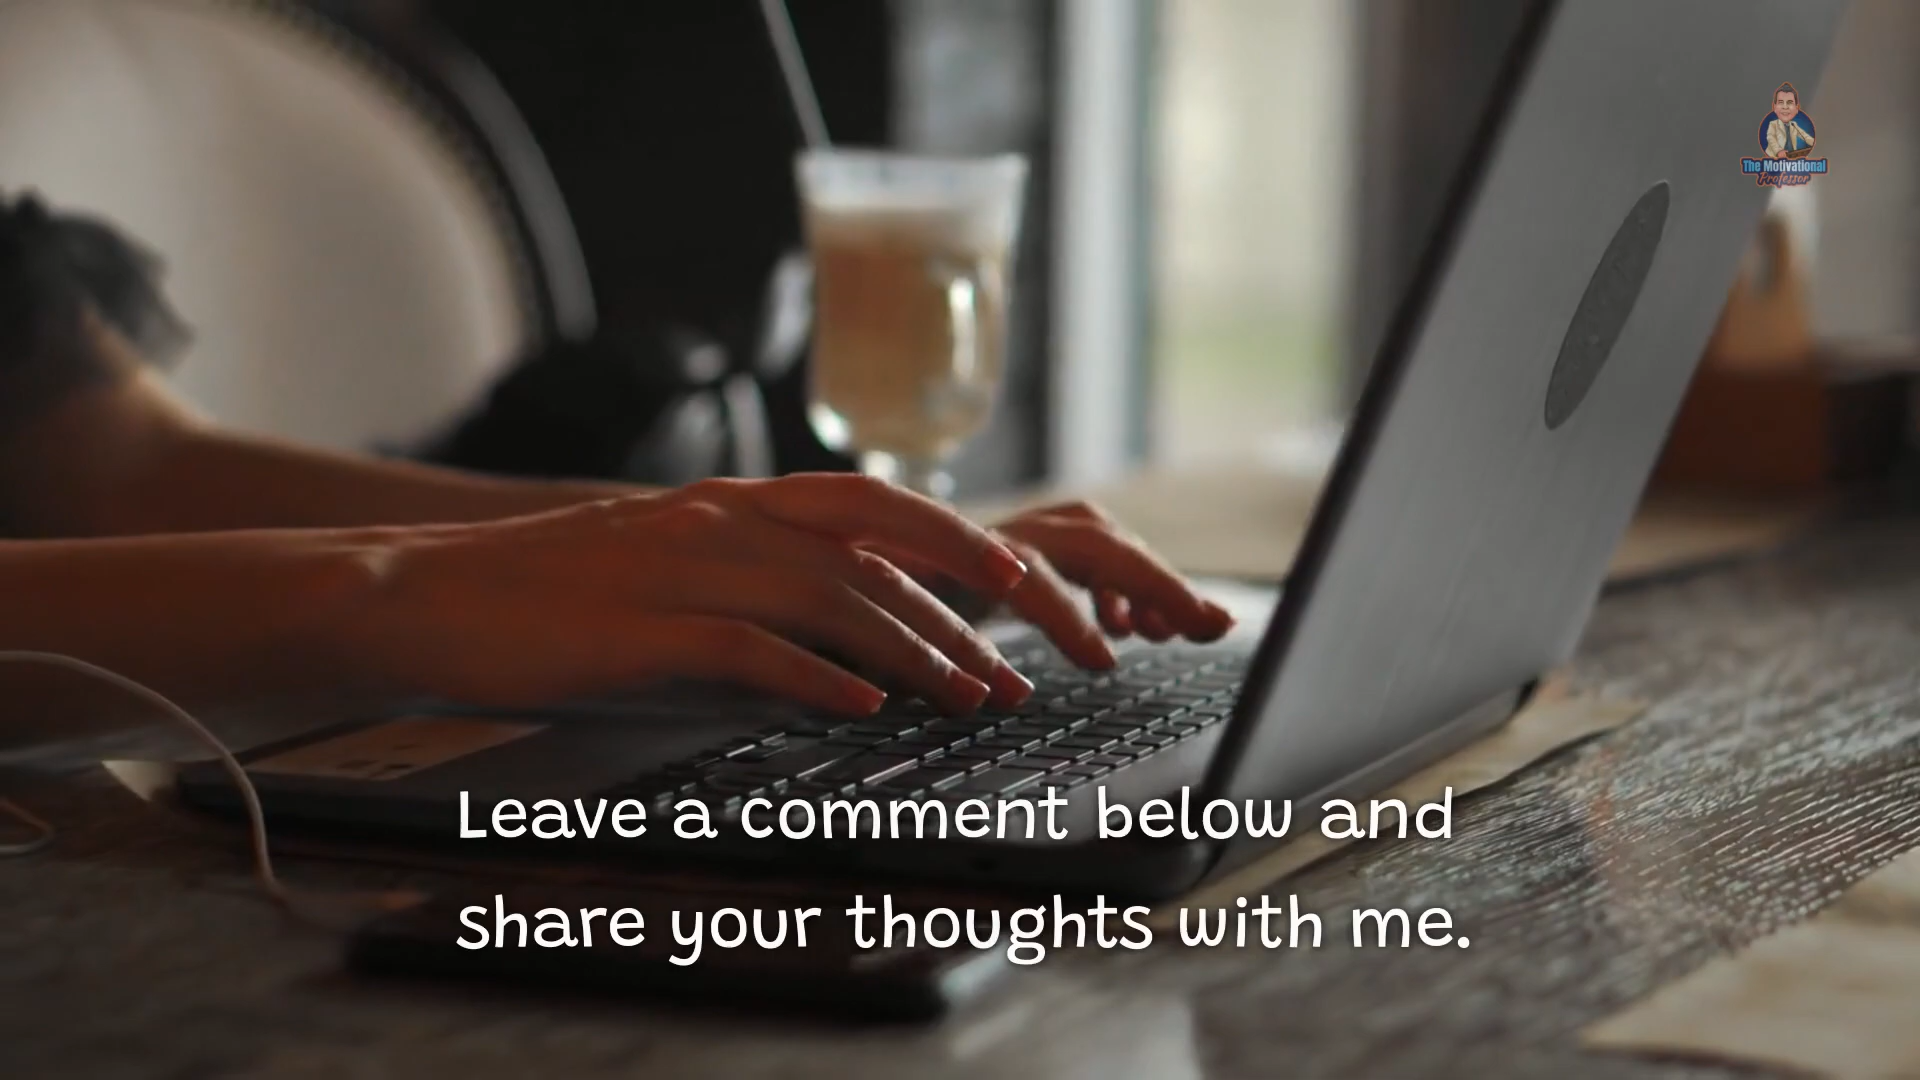 The Motivational
Professor
Leave a comment below and
share your thoughts with me.